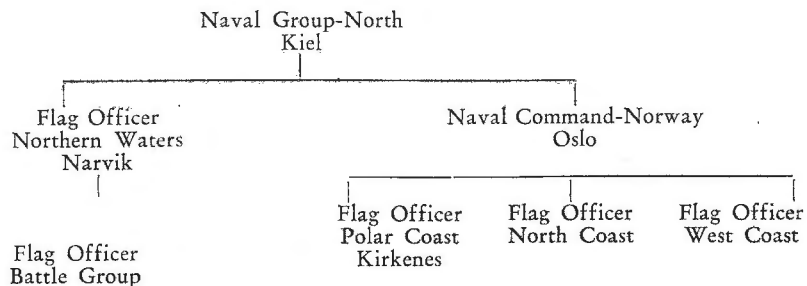 Naval Group-North
Kiel
Flag Officer
Northern Waters
Narvik
Naval Command-Norway
Oslo
Flag Officer
Polar Coast
Kirkenes
Flag Officer
North Coast
Flag Officer
West Coast
Flag Officer
Battle Group